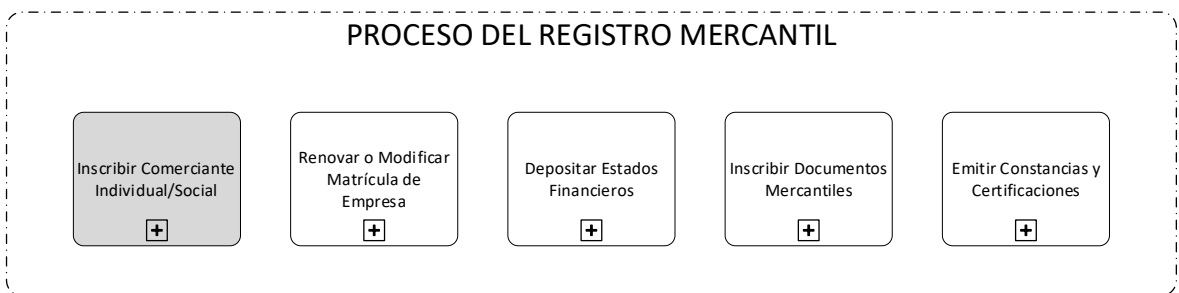 PROCESO DEL REGISTRO MERCANTIL
Inscribir Comerciante
Individual/Social
Renovar o Modificar
Matrícula de
Empresa
Depositar Estados
Financieros
Inscribir Documentos
Mercantiles
Emitir Constancias y
Certificaciones